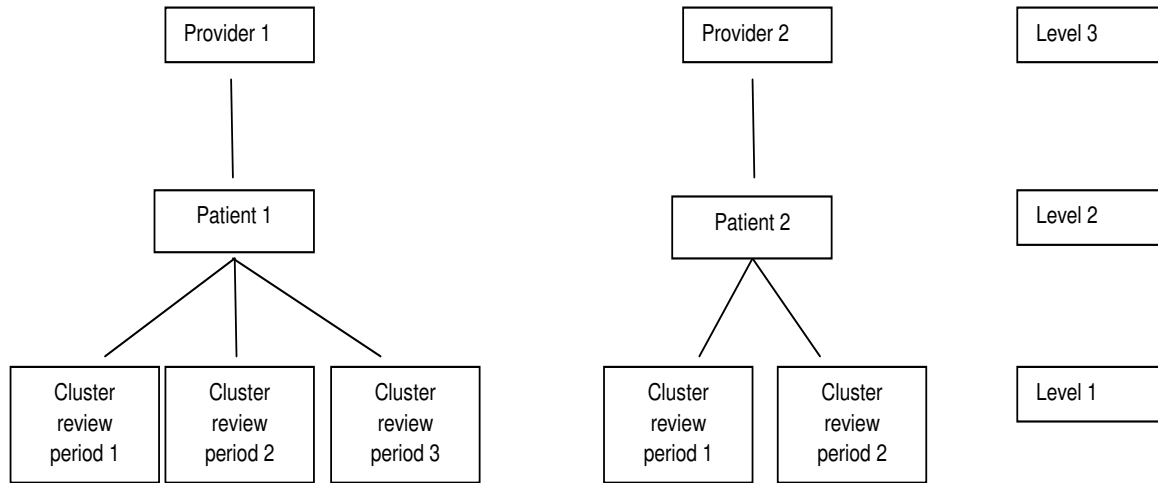 Provider 1
Provider 2
Level 3
Patient 1
Patient 2
Level 2
Cluster
review
period 1
Cluster
review
period 2
Cluster
review
period 3
Cluster
review
period 1
Cluster
review
period 2
Level 1